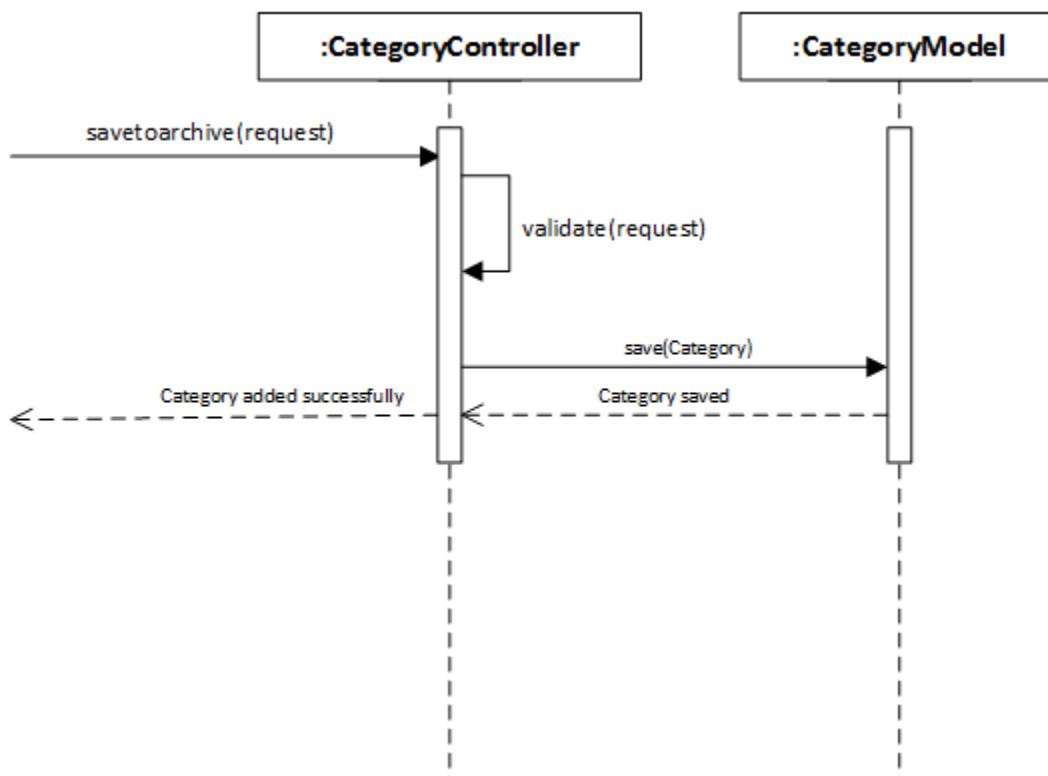 :CategoryController
:CategoryModel
savetoarchive(request)
validate(request)
save(Category)
Category added successfully
Category saved